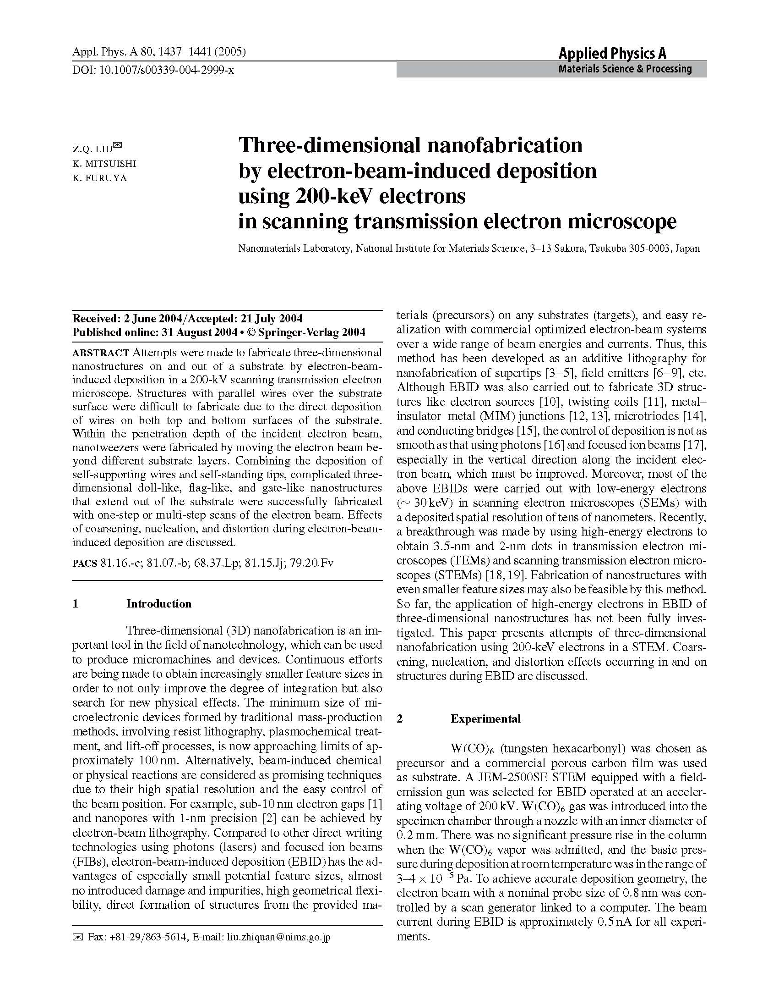 Appl. Phys. A 80, 1437–1441 (2005)
DOI: 10.1007/s00339-004-2999-x
Applied Physics A
Materials Science & Processing
Z.Q. LIU✉
K. MITSUISHI
K. FURUYA
Three-dimensional nanofabrication
by electron-beam-induced deposition
using 200-keV electrons
in scanning transmission electron microscope
Nanomaterials Laboratory, National Institute for Materials Science, 3–13 Sakura, Tsukuba 305-0003, Japan
Received: 2 June 2004/Accepted: 21 July 2004
Published online: 31 August 2004 • © Springer-Verlag 2004
ABSTRACT Attempts were made to fabricate three-dimensional
nanostructures on and out of a substrate by electron-beam-
induced deposition in a 200-kV scanning transmission electron
microscope. Structures with parallel wires over the substrate
surface were difficult to fabricate due to the direct deposition
of wires on both top and bottom surfaces of the substrate.
Within the penetration depth of the incident electron beam,
nanotweezers were fabricated by moving the electron beam be-
yond different substrate layers. Combining the deposition of
self-supporting wires and self-standing tips, complicated three-
dimensional doll-like, flag-like, and gate-like nanostructures
that extend out of the substrate were successfully fabricated
with one-step or multi-step scans of the electron beam. Effects
of coarsening, nucleation, and distortion during electron-beam-
induced deposition are discussed.
PACS 81.16.-c; 81.07.-b; 68.37.Lp; 81.15.Jj; 79.20.Fv
1 Introduction
Three-dimensional (3D) nanofabrication is an im-
portant tool in the field of nanotechnology, which can be used
to produce micromachines and devices. Continuous efforts
are being made to obtain increasingly smaller feature sizes in
order to not only improve the degree of integration but also
search for new physical effects. The minimum size of mi-
croelectronic devices formed by traditional mass-production
methods, involving resist lithography, plasmochemical treat-
ment, and lift-off processes, is now approaching limits of ap-
proximately 100 nm. Alternatively, beam-induced chemical
or physical reactions are considered as promising techniques
due to their high spatial resolution and the easy control of
the beam position. For example, sub-10 nm electron gaps [1]
and nanopores with 1-nm precision [2] can be achieved by
electron-beam lithography. Compared to other direct writing
technologies using photons (lasers) and focused ion beams
(FIBs), electron-beam-induced deposition (EBID) has the ad-
vantages of especially small potential feature sizes, almost
no introduced damage and impurities, high geometrical flexi-
bility, direct formation of structures from the provided ma-
✉ Fax: +81-29/863-5614, E-mail: liu.zhiquan@nims.go.jp
terials (precursors) on any substrates (targets), and easy re-
alization with commercial optimized electron-beam systems
over a wide range of beam energies and currents. Thus, this
method has been developed as an additive lithography for
nanofabrication of supertips [3–5], field emitters [6–9], etc.
Although EBID was also carried out to fabricate 3D struc-
tures like electron sources [10], twisting coils [11], metal–
insulator–metal (MIM) junctions [12, 13], microtriodes [14],
and conducting bridges [15], the control of deposition is not as
smooth as that using photons [16] and focused ion beams [17],
especially in the vertical direction along the incident elec-
tron beam, which must be improved. Moreover, most of the
above EBIDs were carried out with low-energy electrons
(∼ 30 keV) in scanning electron microscopes (SEMs) with
a deposited spatial resolution of tens of nanometers. Recently,
a breakthrough was made by using high-energy electrons to
obtain 3.5-nm and 2-nm dots in transmission electron mi-
croscopes (TEMs) and scanning transmission electron micro-
scopes (STEMs) [18, 19]. Fabrication of nanostructures with
even smaller feature sizes may also be feasible by this method.
So far, the application of high-energy electrons in EBID of
three-dimensional nanostructures has not been fully inves-
tigated. This paper presents attempts of three-dimensional
nanofabrication using 200-keV electrons in a STEM. Coars-
ening, nucleation, and distortion effects occurring in and on
structures during EBID are discussed.
2 Experimental
W(CO)₆ (tungsten hexacarbonyl) was chosen as
precursor and a commercial porous carbon film was used
as substrate. A JEM-2500SE STEM equipped with a field-
emission gun was selected for EBID operated at an acceler-
ating voltage of 200 kV. W(CO)₆ gas was introduced into the
specimen chamber through a nozzle with an inner diameter of
0.2 mm. There was no significant pressure rise in the column
when the W(CO)₆ vapor was admitted, and the basic pres-
sure during deposition at room temperature was in the range of
3–4 × 10⁻⁵ Pa. To achieve accurate deposition geometry, the
electron beam with a nominal probe size of 0.8 nm was con-
trolled by a scan generator linked to a computer. The beam
current during EBID is approximately 0.5 nA for all experi-
ments.